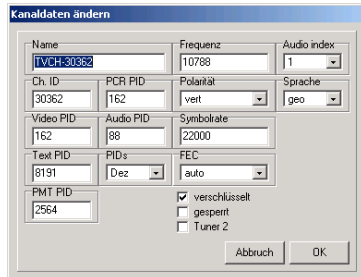 Kanaldaten ändern
Name Frequenz Audio index
TVCH-30362 10788 1
Ch. ID PCR PID Polarität Sprache
30362 162 vert geo
Video PID Audio PID Symbolrate
162 88 22000
Text PID PIDs FEC
8191 Dez auto
PMT PID
2564
verschlüsselt
gesperrt
Tuner 2
Abbruch OK